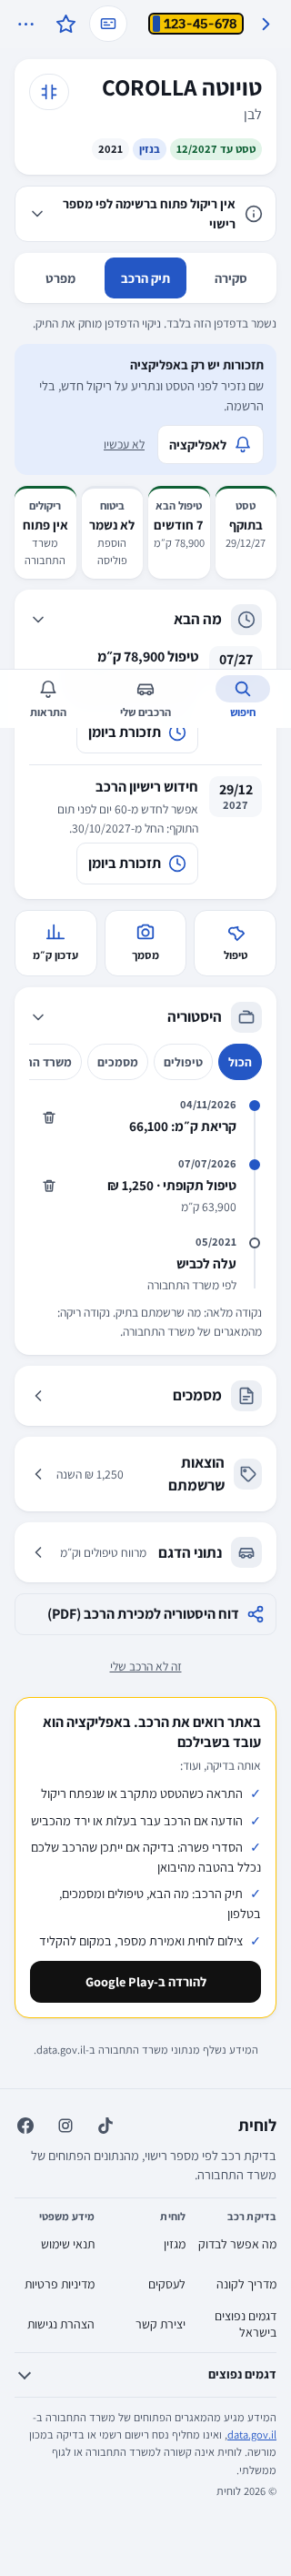 123-45-678
טויוטה COROLLA
לבן
טסט עד 12/2027
בנזין
2021
אין ריקול פתוח ברשימה לפי מספר
רישוי
סקירה
תיק הרכב
מפרט
נשמר בדפדפן הזה בלבד. ניקוי הדפדפן מוחק את התיק.
תזכורות יש רק באפליקציה
שם נזכיר לפני הטסט ונתריע על ריקול חדש, בלי
הרשמה.
לאפליקציה
לא עכשיו
טסט
בתוקף
29/12/27
טיפול הבא
7 חודשים
78,900 ק״מ
ביטוח
לא נשמר
הוספת
פוליסה
ריקולים
אין פתוח
משרד
התחבורה
מה הבא
07/27
טיפול 78,900 ק״מ
חיפוש
הרכבים שלי
התראות
תזכורת ביומן
29/12
2027
חידוש רישיון הרכב
אפשר לחדש מ-60 יום לפני תום
התוקף: החל מ-30/10/2027.
תזכורת ביומן
טיפול
מסמך
עדכון ק״מ
היסטוריה
הכול
טיפולים
מסמכים
משרד הת
04/11/2026
קריאת ק״מ: 66,100
07/07/2026
טיפול תקופתי · 1,250 ₪
63,900 ק״מ
05/2021
עלה לכביש
לפי משרד התחבורה
נקודה מלאה: מה שרשמתם בתיק. נקודה ריקה:
מהמאגרים של משרד התחבורה.
מסמכים
הוצאות
שרשמתם
1,250 ₪ השנה
נתוני הדגם
מרווח טיפולים וק״מ
דוח היסטוריה למכירת הרכב (PDF)
זה לא הרכב שלי
באתר רואים את הרכב. באפליקציה הוא
עובד בשבילכם
אותה בדיקה, ועוד:
✓ התראה כשהטסט מתקרב או שנפתח ריקול
✓ הודעה אם הרכב עבר בעלות או ירד מהכביש
✓ הסדרי פשרה: בדיקה אם ייתכן שהרכב שלכם
נכלל בהטבה מהיבואן
✓ תיק הרכב: מה הבא, טיפולים ומסמכים,
בטלפון
✓ צילום לוחית ואמירת מספר, במקום להקליד
להורדה ב-Google Play
המידע נשלף מנתוני משרד התחבורה ב-data.gov.il.
לוחית
בדיקת רכב לפי מספר רישוי, מהנתונים הפתוחים של
משרד התחבורה.
בדיקת רכב
לוחית
מידע משפטי
מה אפשר לבדוק
מגזין
תנאי שימוש
מדריך לקונה
לעסקים
מדיניות פרטיות
דגמים נפוצים
בישראל
יצירת קשר
הצהרת נגישות
דגמים נפוצים
המידע מגיע מהמאגרים הפתוחים של משרד התחבורה ב-
data.gov.il, ואינו מחליף נסח רישום רשמי או בדיקה במכון
מורשה. לוחית אינה קשורה למשרד התחבורה או לגוף
ממשלתי.
© 2026 לוחית